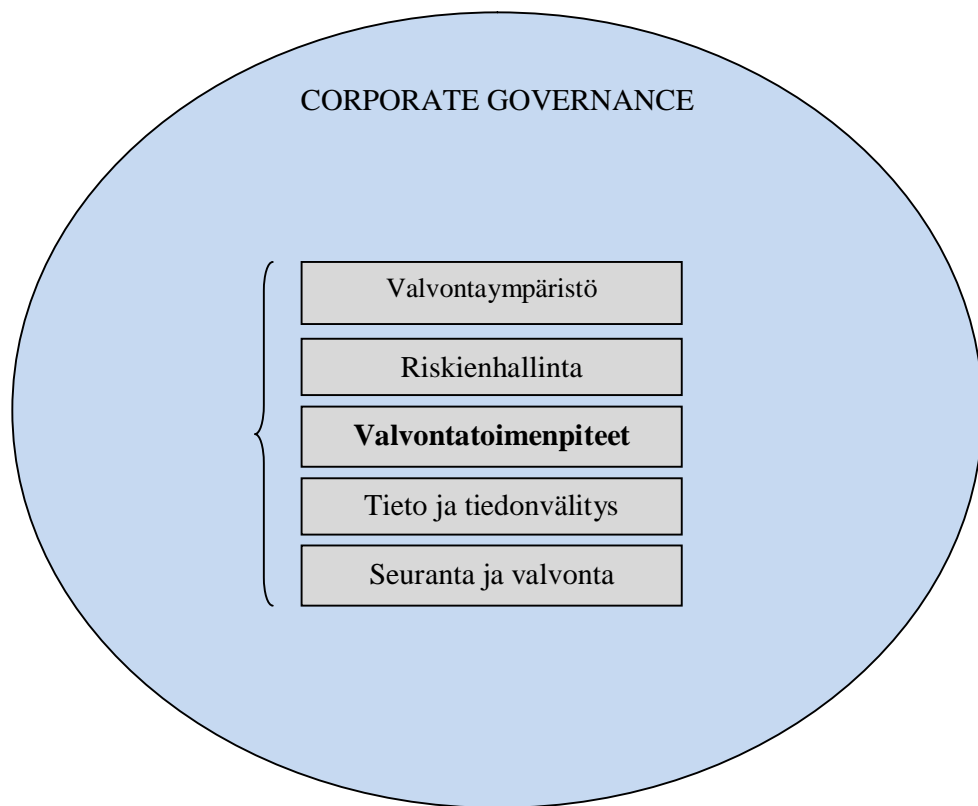 CORPORATE GOVERNANCE
Valvontaympäristö
Riskienhallinta
Valvontatoimenpiteet
Tieto ja tiedonvälitys
Seuranta ja valvonta